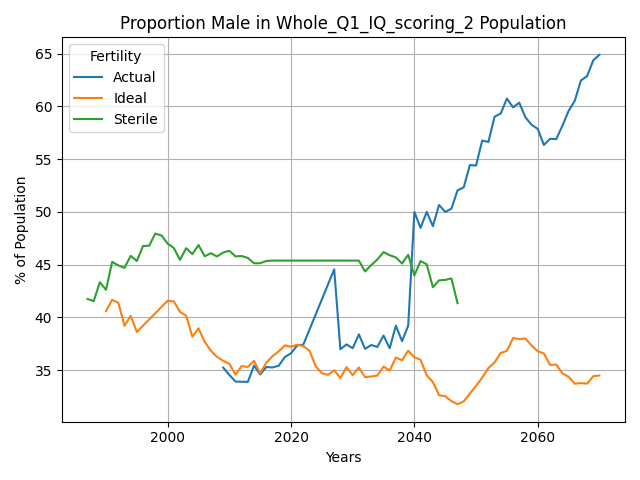 Proportion Male in Whole_Q1_IQ_scoring_2 Population
Fertility
Actual
Ideal
Sterile
% of Population
65
60
55
50
45
40
35
2000
2020
2040
2060
Years